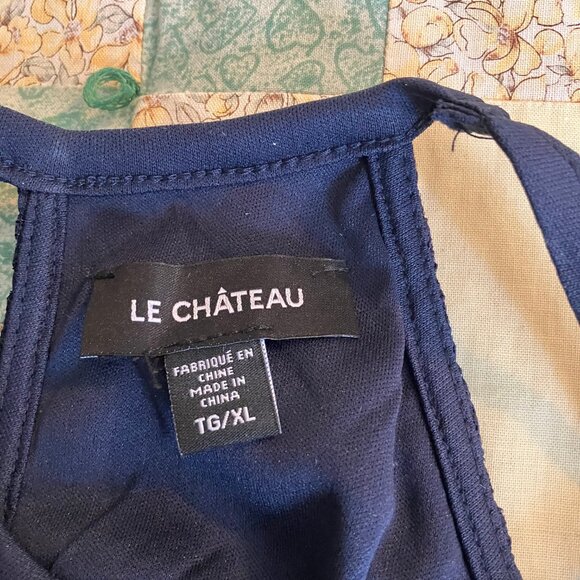 LE CHÂTEAU
FABRIQUÉ EN
CHINE
MADE IN
CHINA
TG/XL